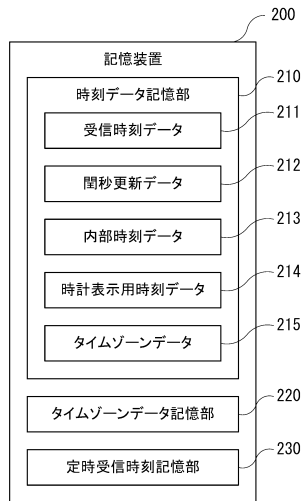 200
記憶装置
時刻データ記憶部
210
受信時刻データ
211
閏秒更新データ
212
内部時刻データ
213
時計表示用時刻データ
214
タイムゾーンデータ
215
タイムゾーンデータ記憶部
220
定時受信時刻記憶部
230